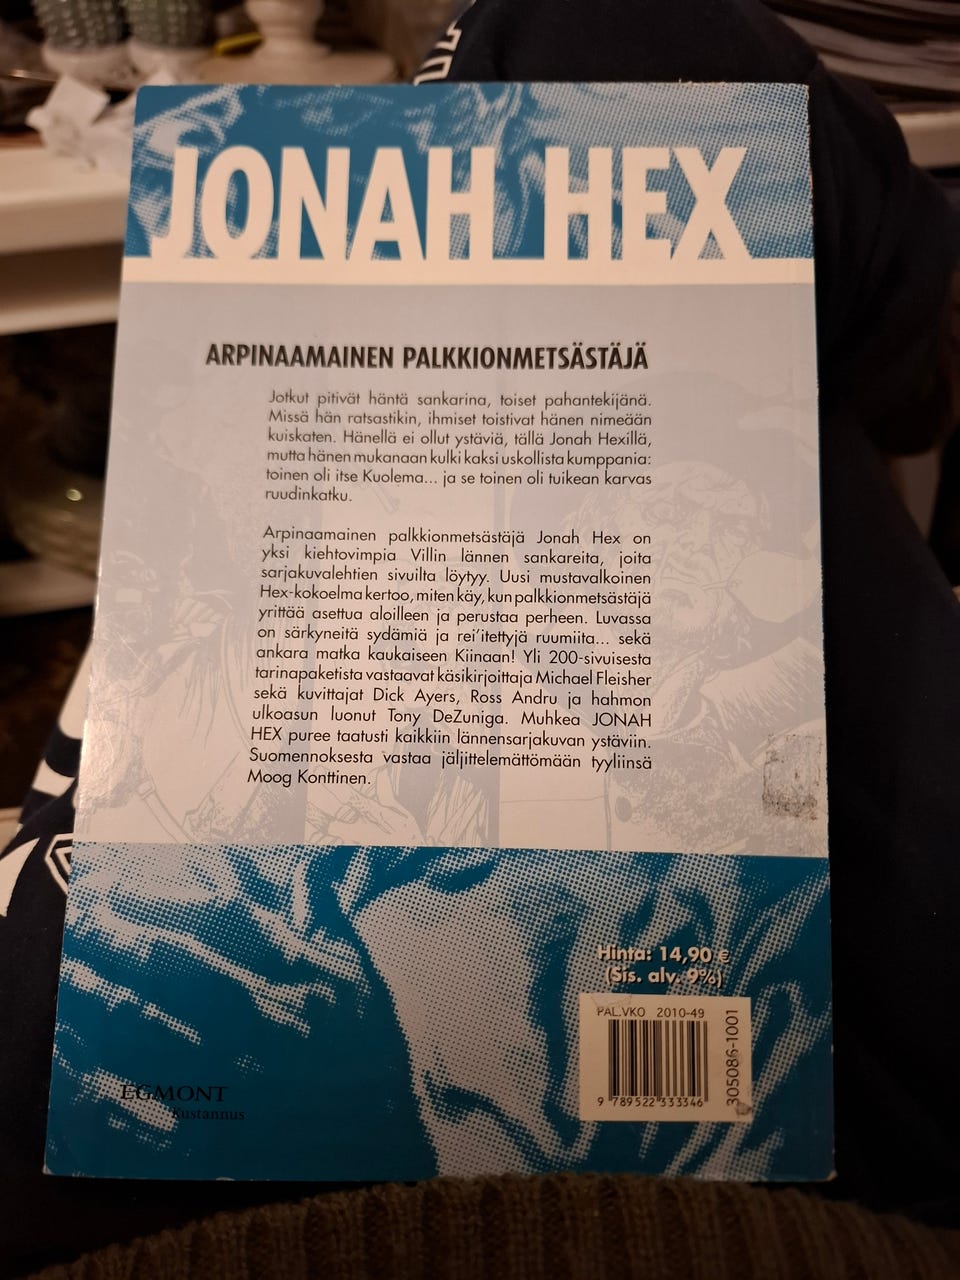 JONAH HEX
ARPINAAMAINEN PALKKIONMETSÄSTÄJÄ
Jotkut pitivät häntä sankarina, toiset pahantekijänä.
Missä hän ratsastikin, ihmiset toistivat hänen nimeään
kuiskaten. Hänellä ei ollut ystäviä, tällä Jonah Hexillä,
mutta hänen mukanaan kulki kaksi uskollista kumppania:
toinen oli itse Kuolema... ja se toinen oli tuikean karvas
ruudinkatku.
Arpinaamainen palkkionmetsästäjä Jonah Hex on
yksi kiehtovimpia Villin lännen sankareita, joita
sarjakuvalehtien sivuilta löytyy. Uusi mustavalkoinen
Hex-kokoelma kertoo, miten käy, kun palkkionmetsästäjä
yrittää asettua aloilleen ja perustaa perheen. Luvassa
on särkyneitä sydämiä ja rei'itettyjä ruumiita... sekä
ankara matka kaukaiseen Kiinaan! Yli 200-sivuisesta
tarinapaketista vastaavat käsikirjoittaja Michael Fleisher
sekä kuvittajat Dick Ayers, Ross Andru ja hahmon
ulkoasun luonut Tony DeZuniga. Muhkea JONAH
HEX puree taatusti kaikkiin lännensarjakuvan ystäviin.
Suomennoksesta vastaa jäljittelemättömään tyyliinsä
Moog Konttinen.
Hinta: 14,90 €
(Sis. alv. 9%)
PAL.VKO 2010-49
305086-1001
9 789522 333346
EGMONT
Kustannus